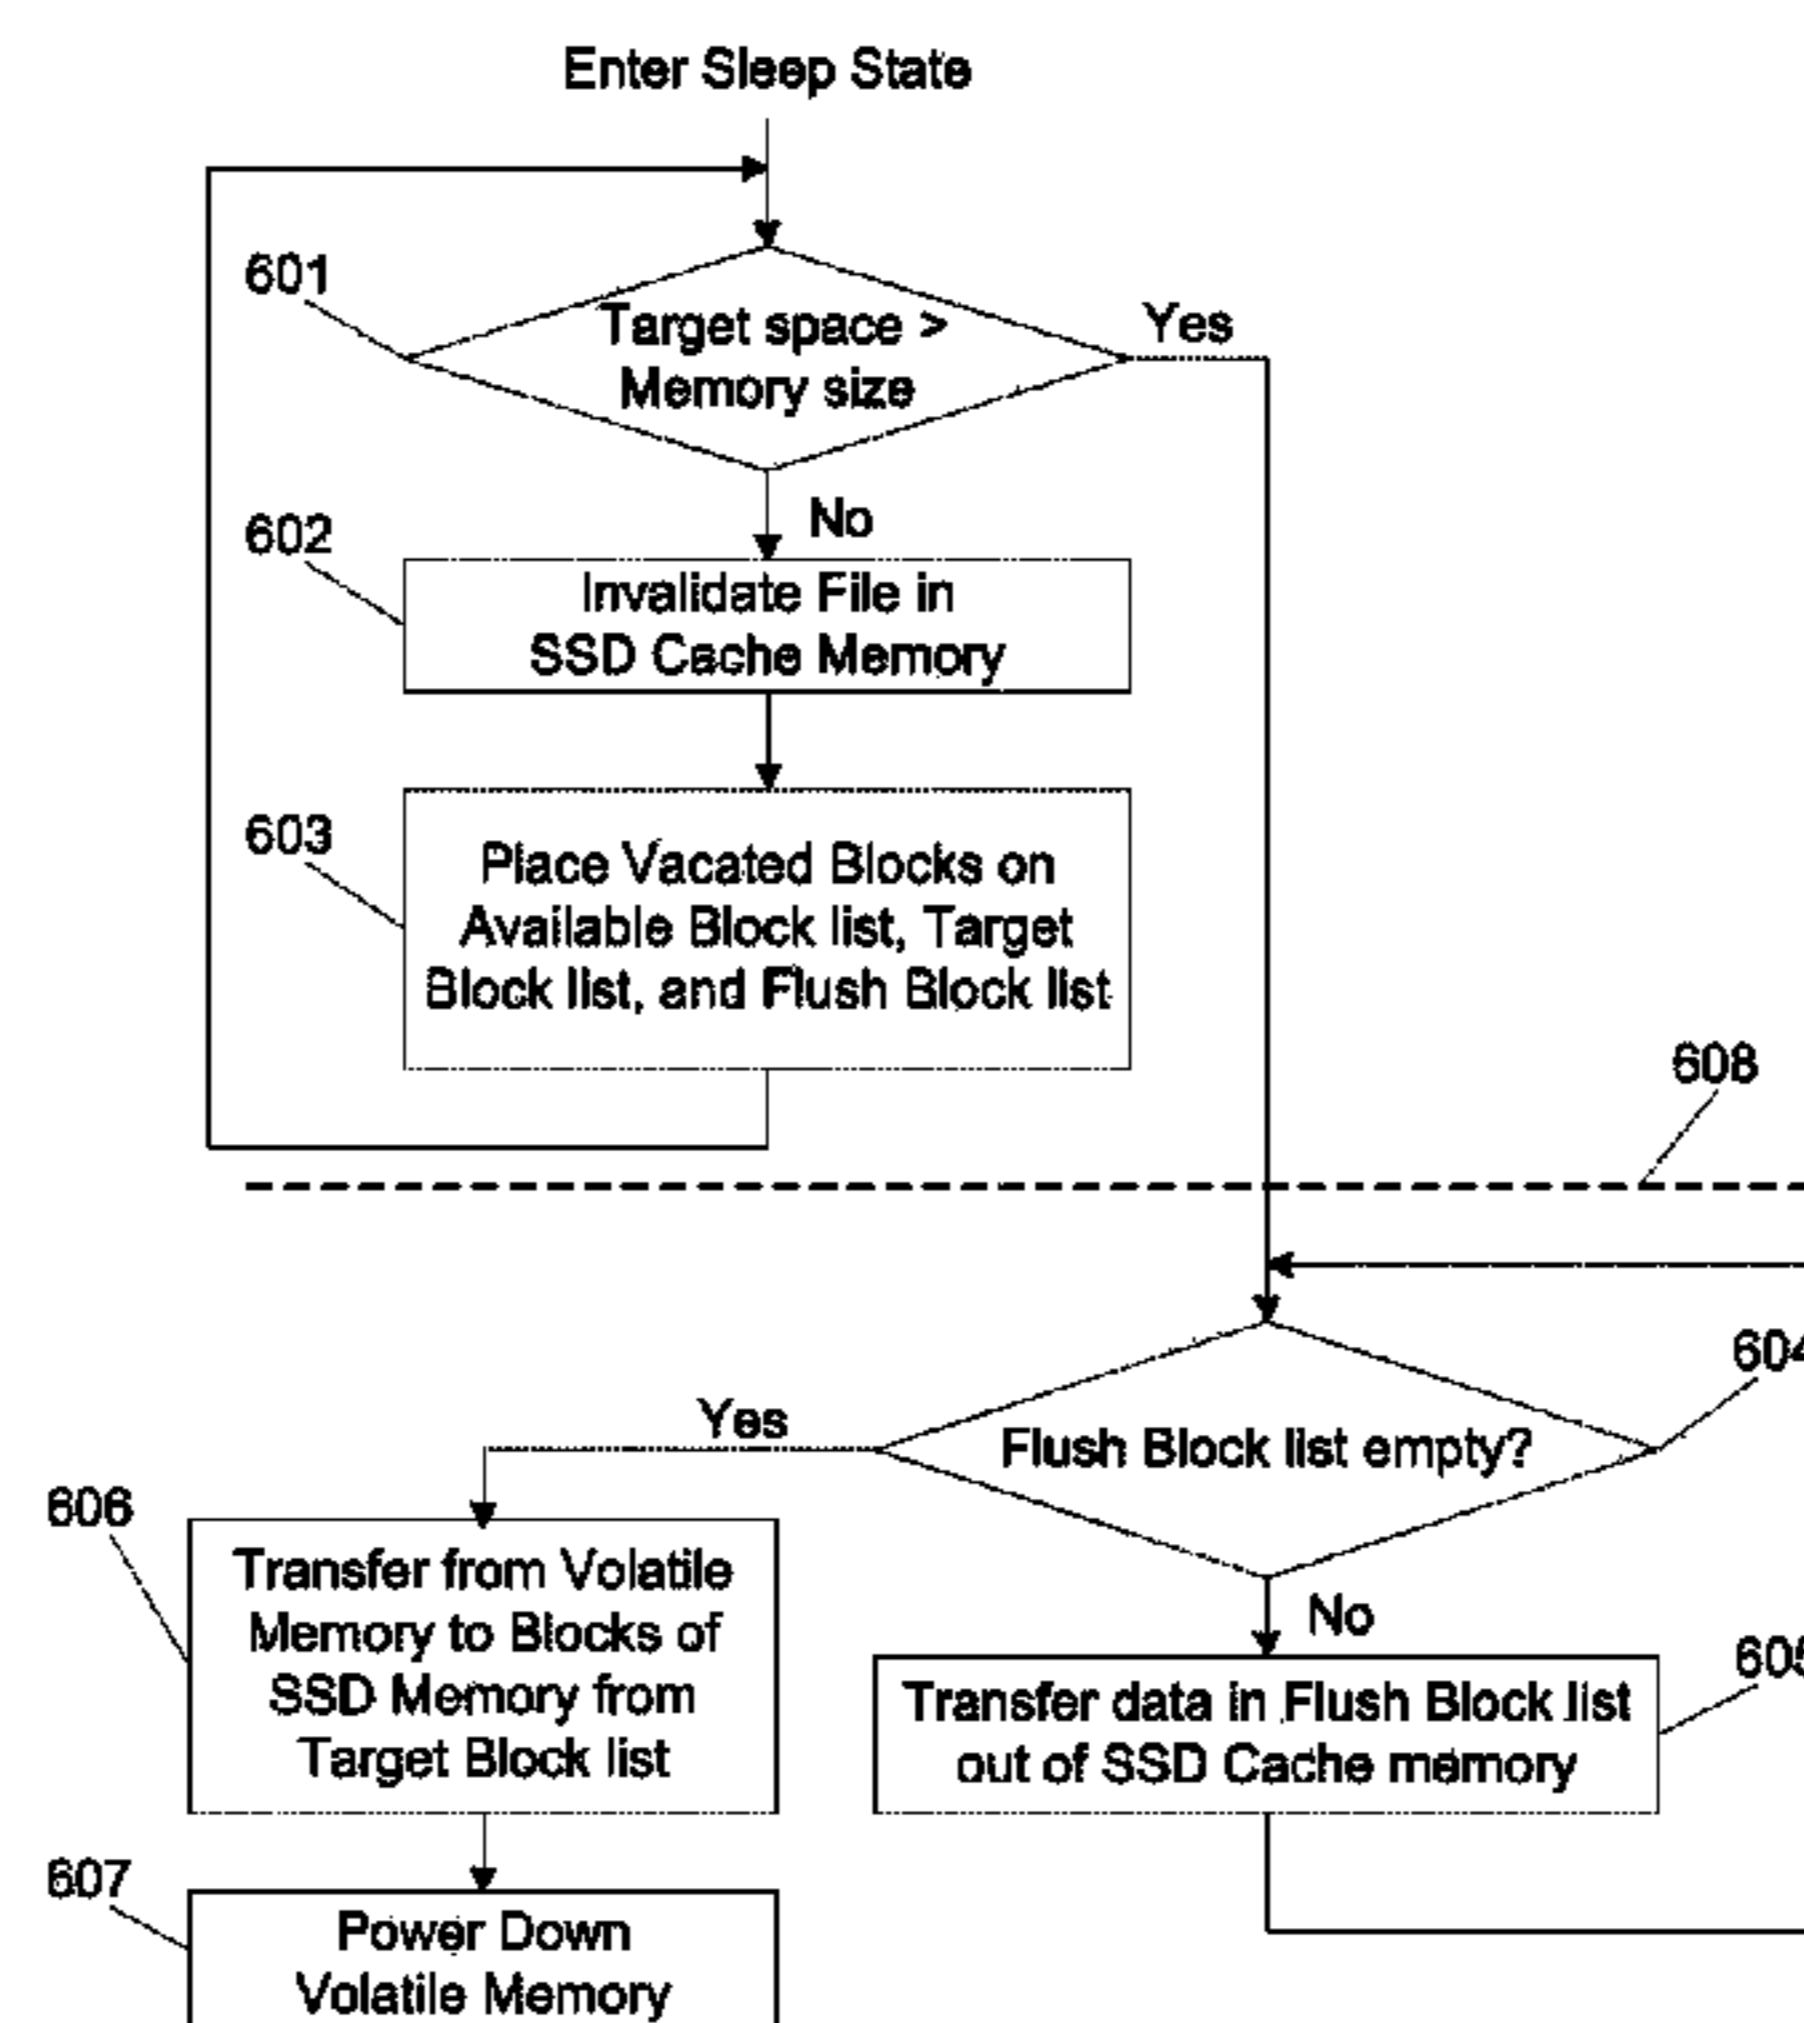 Enter Sleep State
601
Target space >
Memory size
Yes
No
602
Invalidate File in
SSD Cache Memory
603
Place Vacated Blocks on
Available Block list, Target
Block list, and Flush Block list
608
604
Flush Block list empty?
Yes
No
606
Transfer from Volatile
Memory to Blocks of
SSD Memory from
Target Block list
605
Transfer data in Flush Block list
out of SSD Cache memory
607
Power Down
Volatile Memory